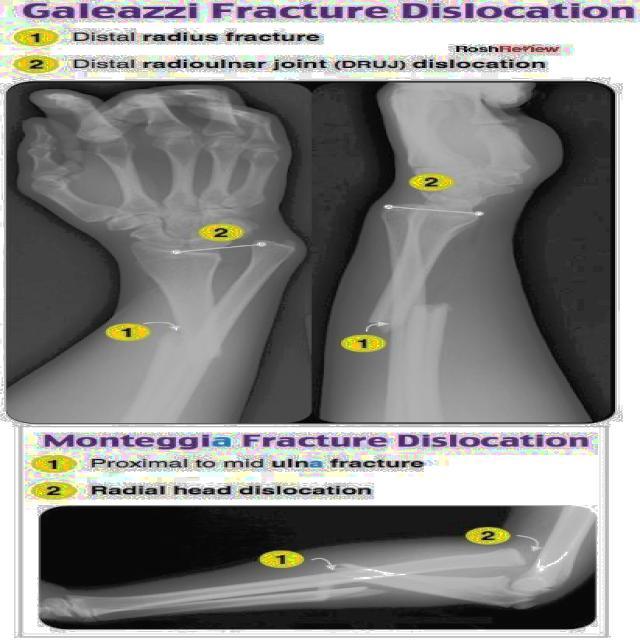 Galeazzi Fracture Dislocation
1 Distal radius fracture
RoshReview
2 Distal radioulnar joint (DRUJ) dislocation
2
2
1
1
Monteggia Fracture Dislocation
1 Proximal to mid ulna fracture
2 Radial head dislocation
2
1